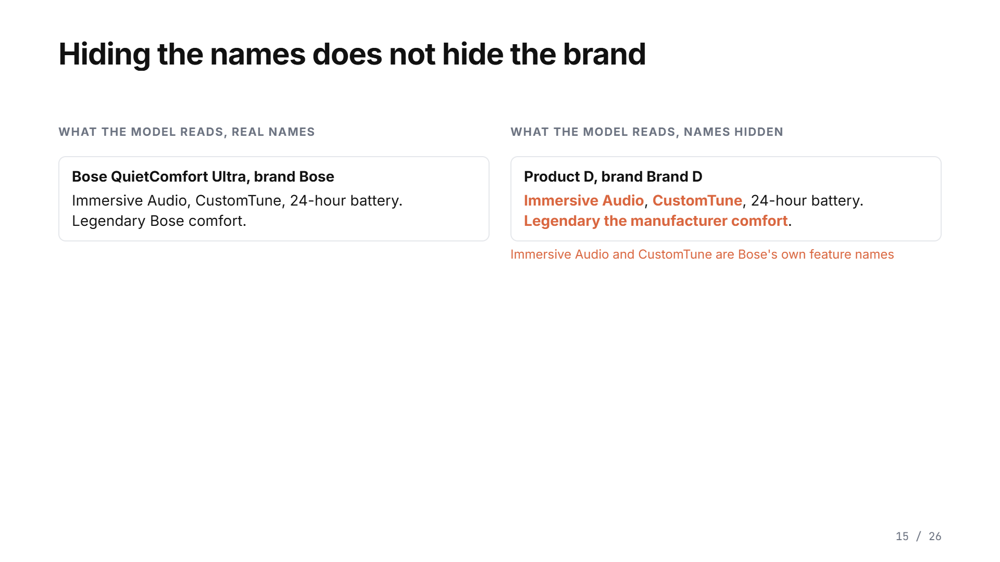 Hiding the names does not hide the brand
WHAT THE MODEL READS, REAL NAMES
Bose QuietComfort Ultra, brand Bose
Immersive Audio, CustomTune, 24-hour battery.
Legendary Bose comfort.
WHAT THE MODEL READS, NAMES HIDDEN
Product D, brand Brand D
Immersive Audio, CustomTune, 24-hour battery.
Legendary the manufacturer comfort.
Immersive Audio and CustomTune are Bose's own feature names
15 / 26